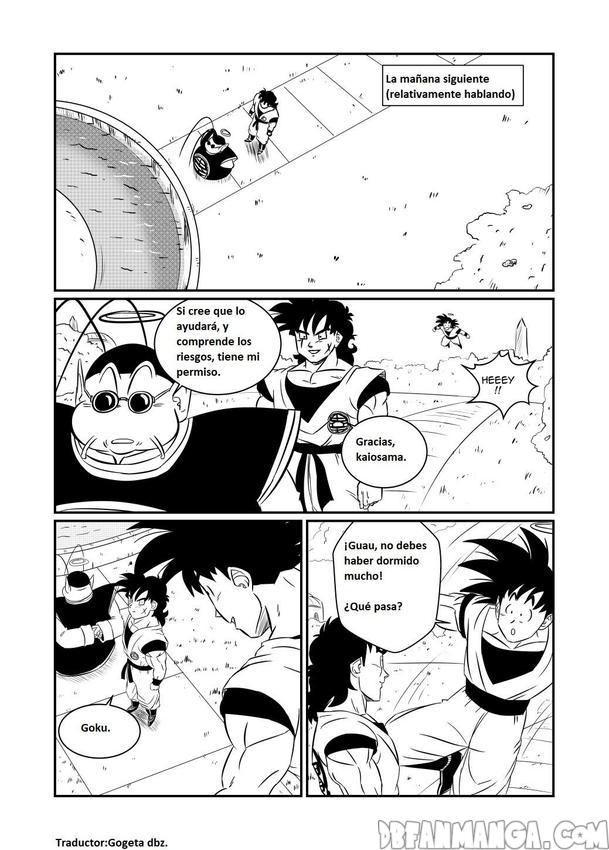 La mañana siguiente
(relativamente hablando)
Si cree que lo
ayudará, y
comprende los
riesgos, tiene mi
permiso.
HEEEY
!!
Gracias,
kaiosama.
¡Guau, no debes
haber dormido
mucho!
¿Qué pasa?
Goku.
Traductor:Gogeta dbz.
DBFANMANGA.COM